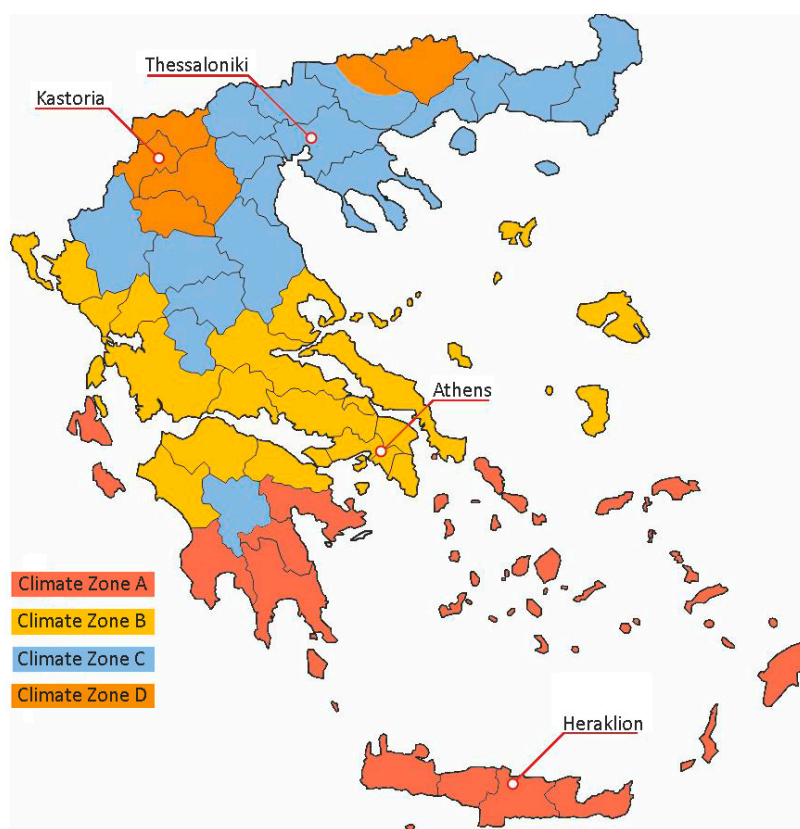 Thessaloniki
Kastoria
Athens
Climate Zone A
Climate Zone B
Climate Zone C
Climate Zone D
Heraklion